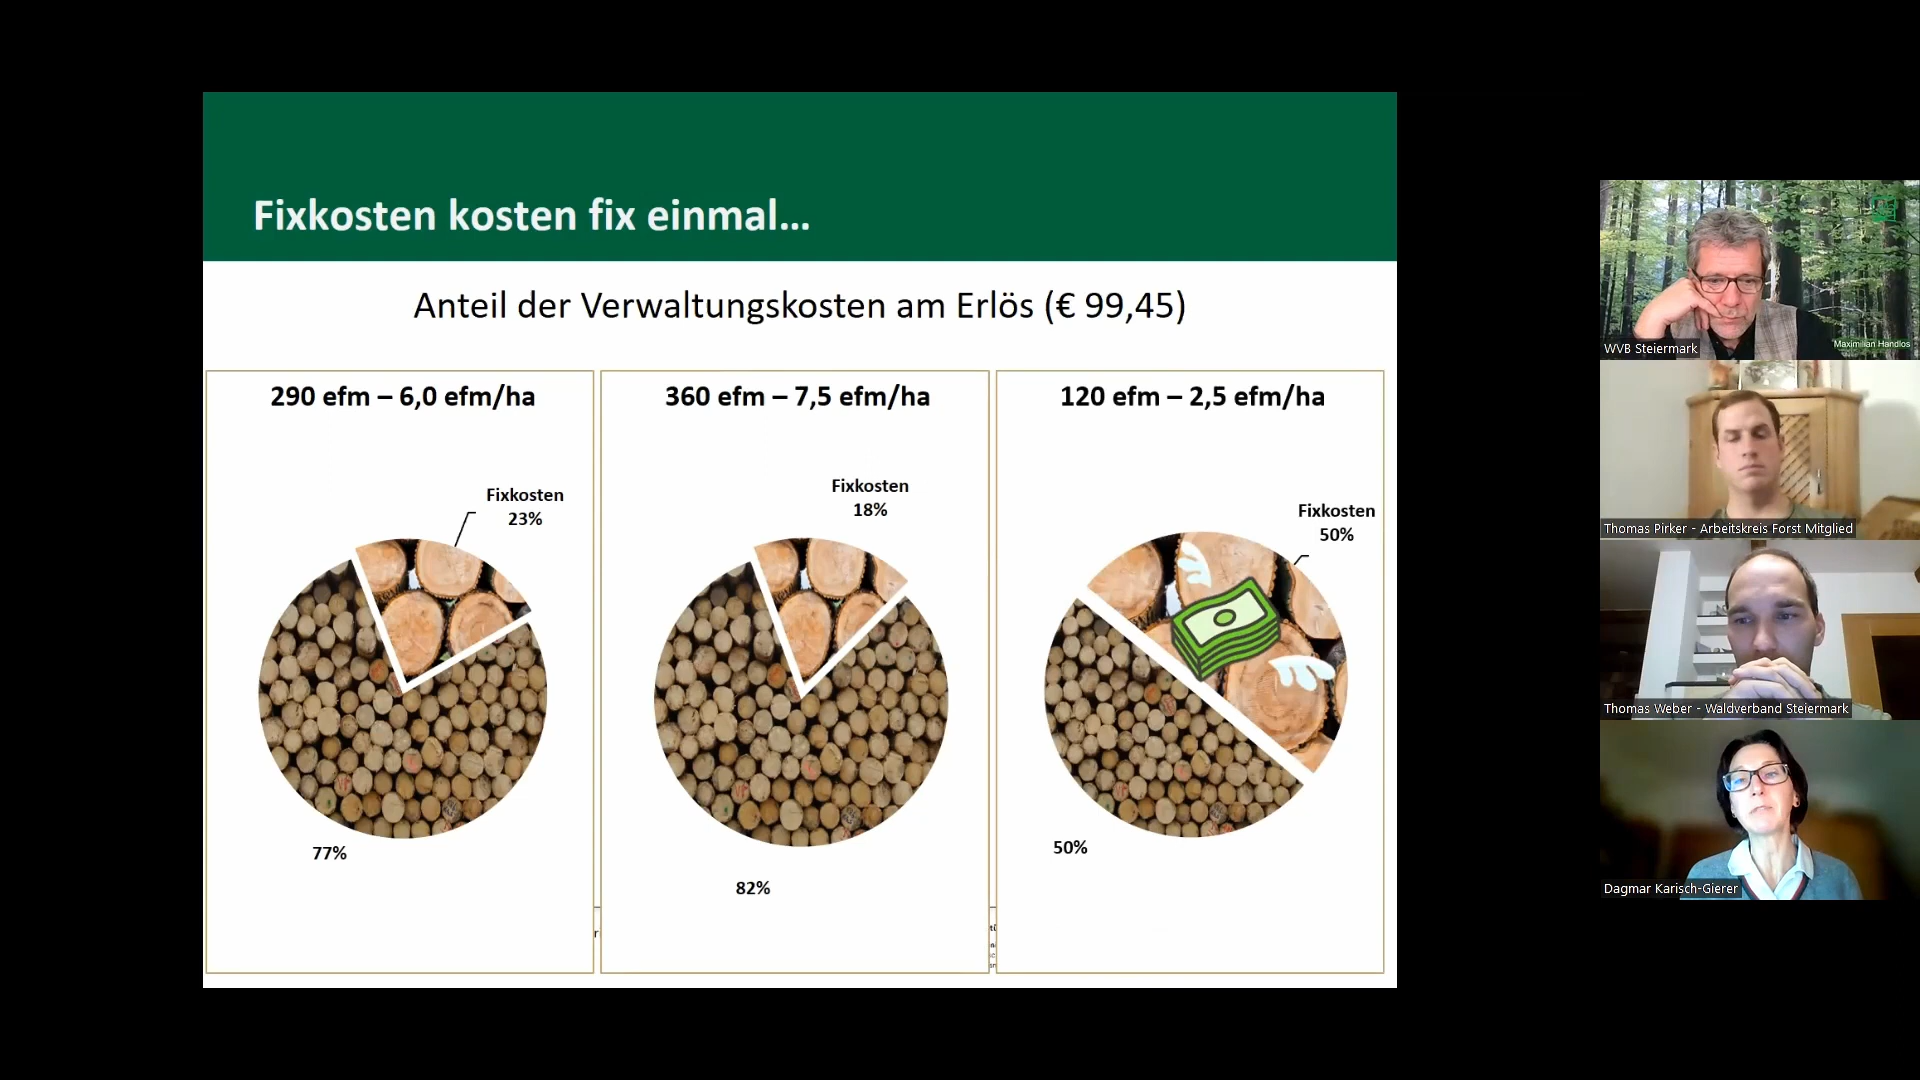 Fixkosten kosten fix einmal...
Anteil der Verwaltungskosten am Erlös (€ 99,45)
290 efm – 6,0 efm/ha
Fixkosten
23%
77%
360 efm – 7,5 efm/ha
Fixkosten
18%
82%
120 efm – 2,5 efm/ha
Fixkosten
50%
50%
Maximilian Handlos
WVB Steiermark
Thomas Pirker - Arbeitskreis Forst Mitglied
Thomas Weber - Waldverband Steiermark
Dagmar Karisch-Gierer